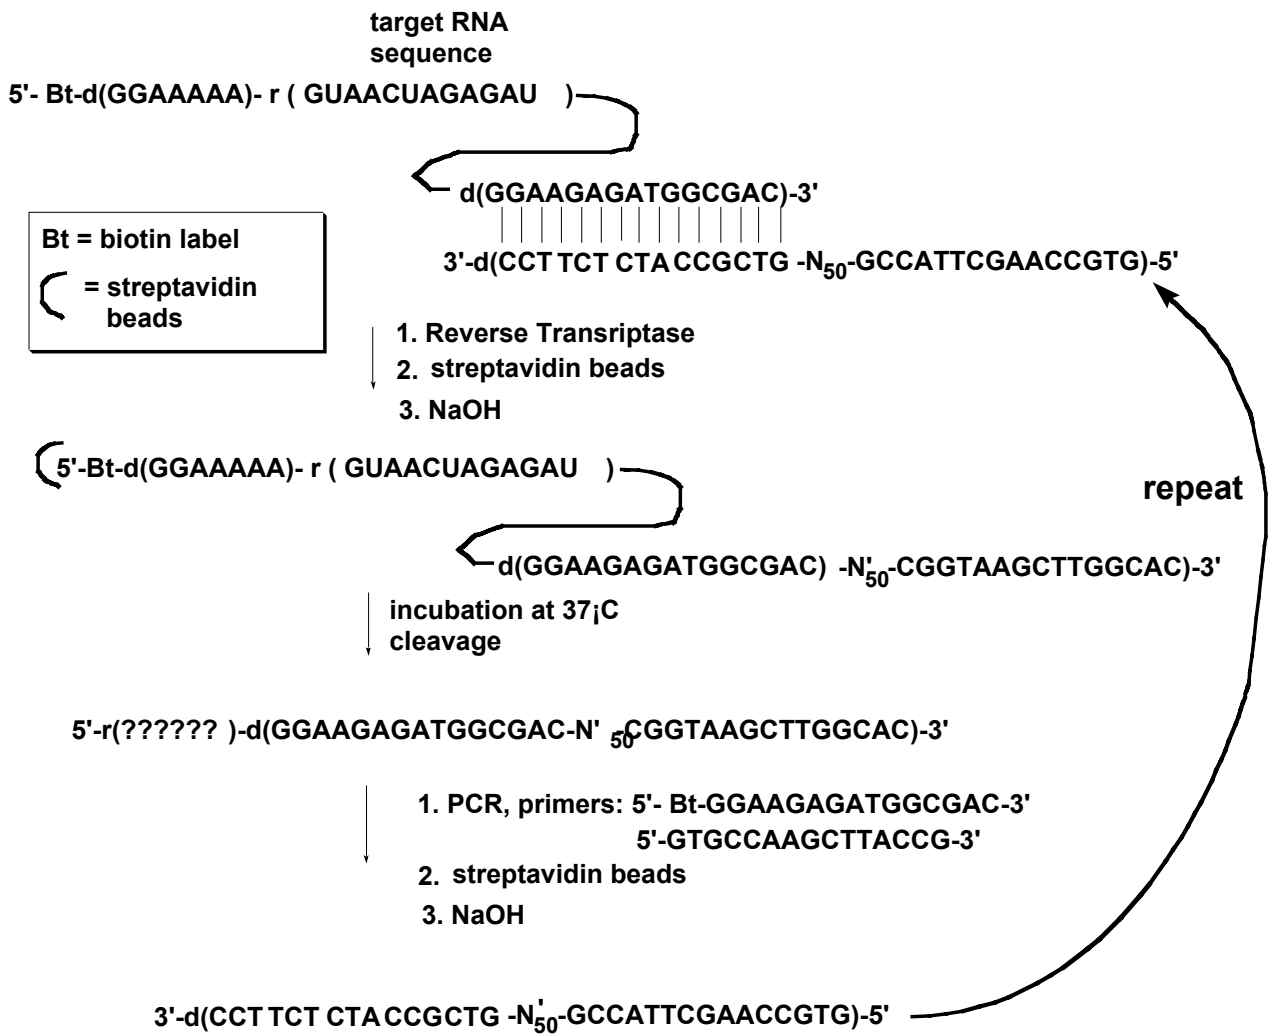 target RNA
sequence
5'- Bt-d(GGAAAAA)- r ( GUAACUAGAGAU )
d(GGAAGAGATGGCGAC)-3'
3'-d(CCT TCT CTA CCGCTG -N50-GCCATTCGAACCGTG)-5'
Bt = biotin label
= streptavidin
beads
1. Reverse Transriptase
2. streptavidin beads
3. NaOH
5'-Bt-d(GGAAAAA)- r ( GUAACUAGAGAU )
repeat
d(GGAAGAGATGGCGAC) -N'50-CGGTAAGCTTGGCAC)-3'
incubation at 37¡C
cleavage
5'-r(?????? )-d(GGAAGAGATGGCGAC-N' 50-CGGTAAGCTTGGCAC)-3'
1. PCR, primers: 5'- Bt-GGAAGAGATGGCGAC-3'
5'-GTGCCAAGCTTACCG-3'
2. streptavidin beads
3. NaOH
3'-d(CCT TCT CTA CCGCTG -N'50-GCCATTCGAACCGTG)-5'